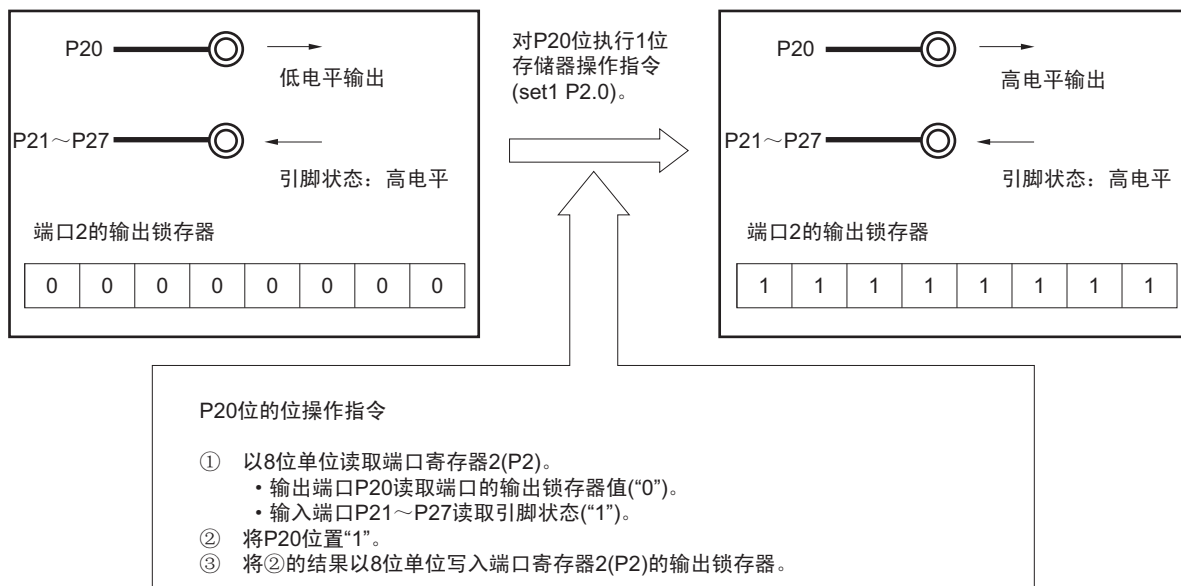 P20
低电平输出
P21～P27
引脚状态：高电平
端口2的输出锁存器
0 0 0 0 0 0 0 0
对P20位执行1位
存储器操作指令
(set1 P2.0)。
P20
高电平输出
P21～P27
引脚状态：高电平
端口2的输出锁存器
1 1 1 1 1 1 1 1
P20位的位操作指令
① 以8位单位读取端口寄存器2(P2)。
・输出端口P20读取端口的输出锁存器值(“0”)。
・输入端口P21～P27读取引脚状态(“1”)。
② 将P20位置“1”。
③ 将②的结果以8位单位写入端口寄存器2(P2)的输出锁存器。